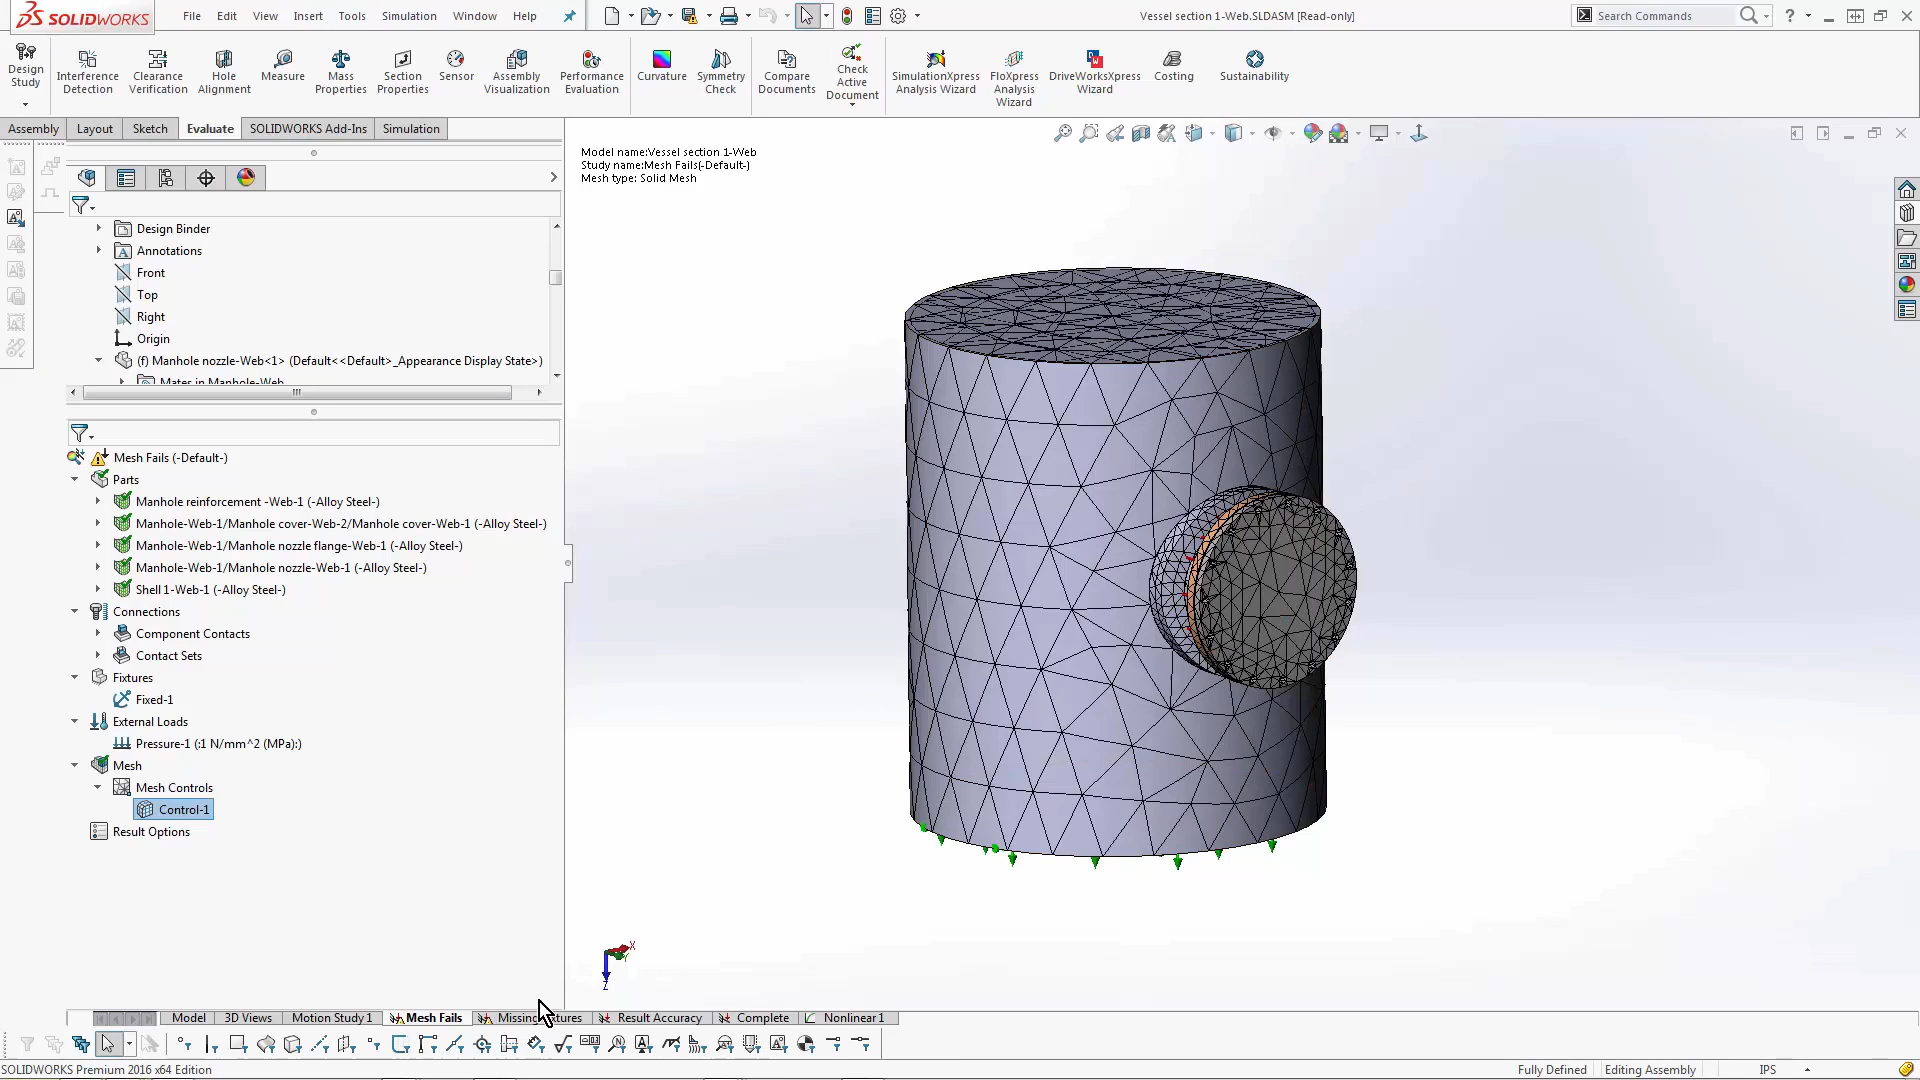 SOLIDWORKS File Edit View Insert Tools Simulation Window Help Vessel section 1-Web.SLDASM [Read-only] Search Commands
Design Study
Interference Detection
Clearance Verification
Hole Alignment
Measure
Mass Properties
Section Properties
Sensor
Assembly Visualization
Performance Evaluation
Curvature
Symmetry Check
Compare Documents
Check Active Document
SimulationXpress Analysis Wizard
FloXpress Analysis Wizard
DriveWorksXpress Wizard
Costing
Sustainability
Assembly Layout Sketch Evaluate SOLIDWORKS Add-Ins Simulation
Model name:Vessel section 1-Web
Study name:Mesh Fails(-Default-)
Mesh type: Solid Mesh
Design Binder
Annotations
Front
Top
Right
Origin
(f) Manhole nozzle-Web<1> (Default<<Default>_Appearance Display State>)
Mates in Manhole-Web
Mesh Fails (-Default-)
Parts
Manhole reinforcement -Web-1 (-Alloy Steel-)
Manhole-Web-1/Manhole cover-Web-2/Manhole cover-Web-1 (-Alloy Steel-)
Manhole-Web-1/Manhole nozzle flange-Web-1 (-Alloy Steel-)
Manhole-Web-1/Manhole nozzle-Web-1 (-Alloy Steel-)
Shell 1-Web-1 (-Alloy Steel-)
Connections
Component Contacts
Contact Sets
Fixtures
Fixed-1
External Loads
Pressure-1 (:1 N/mm^2 (MPa):)
Mesh
Mesh Controls
Control-1
Result Options
X
Z
Model 3D Views Motion Study 1 Mesh Fails Missing Fixtures Result Accuracy Complete Nonlinear 1
SOLIDWORKS Premium 2016 x64 Edition Fully Defined Editing Assembly IPS